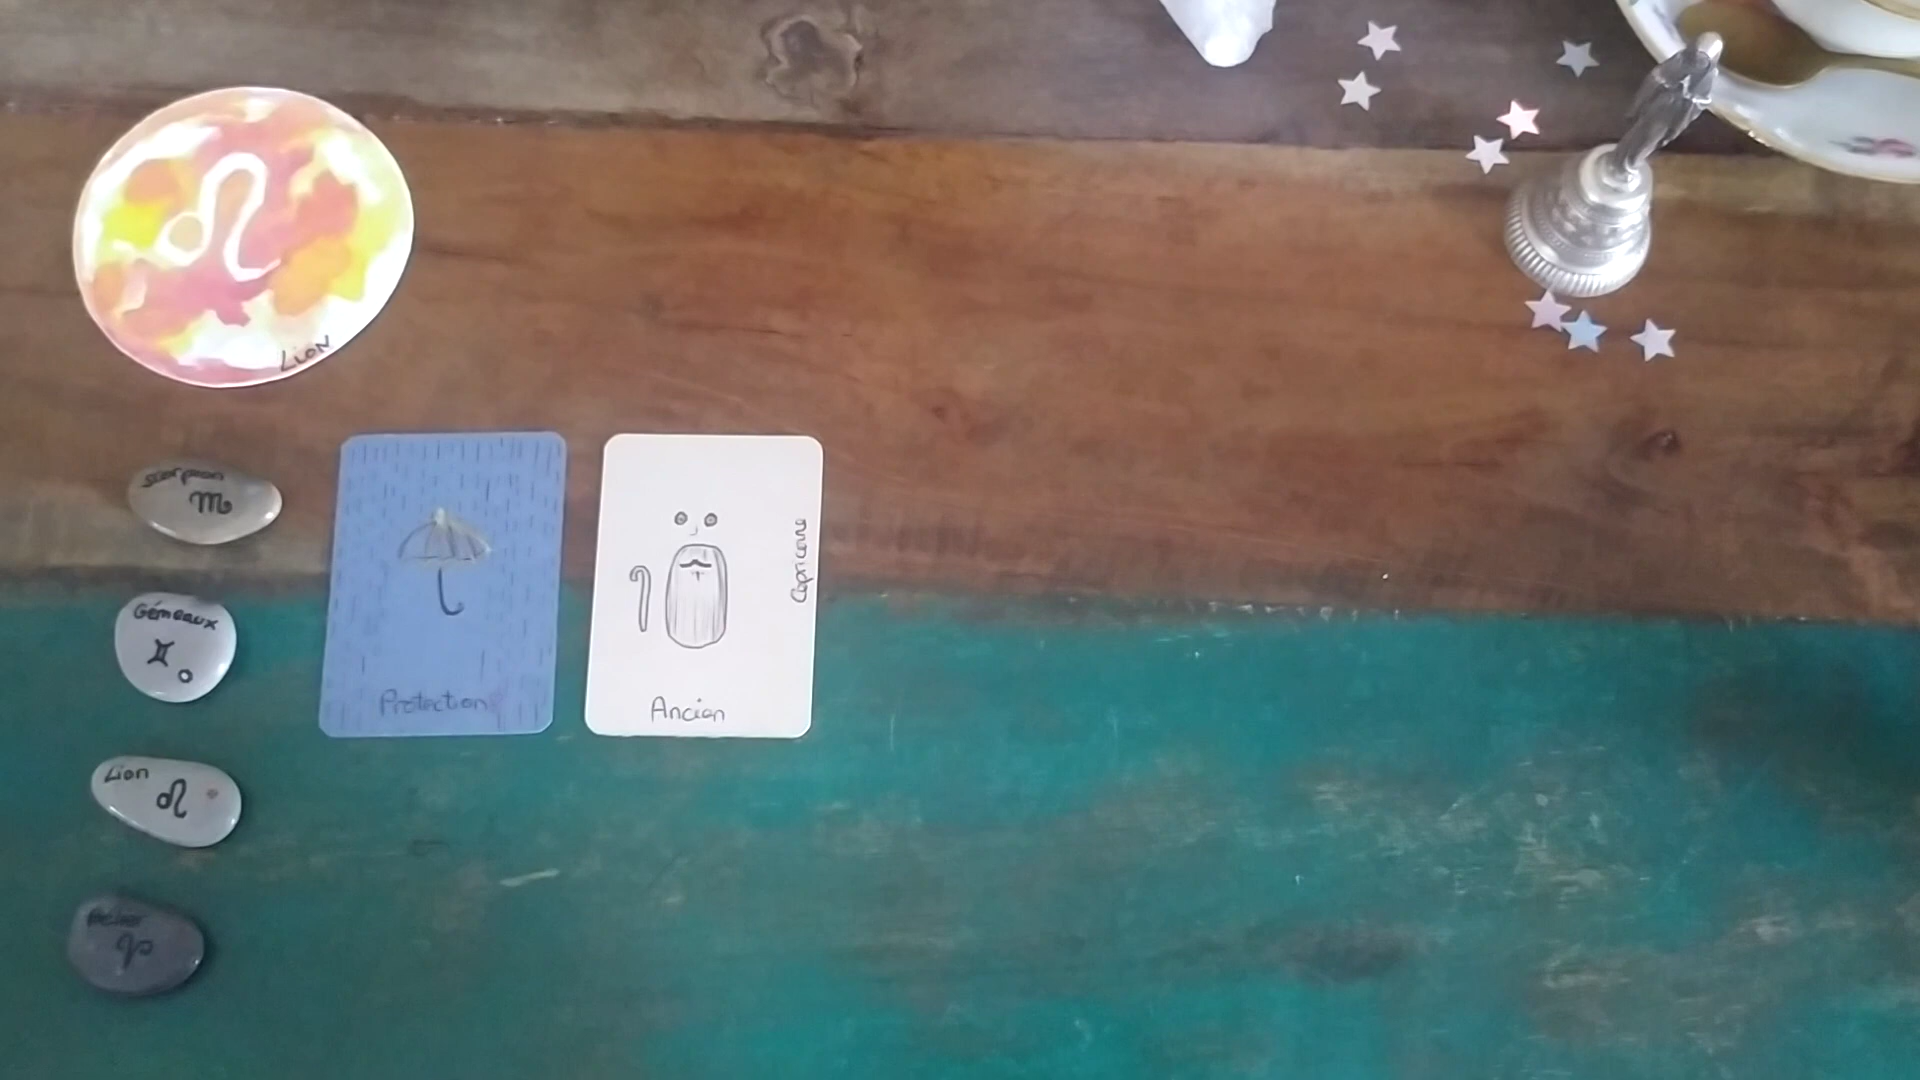 Lion
Scorpion
Gémeaux
Lion
Bélier
Protection
Ancien
Capricorne